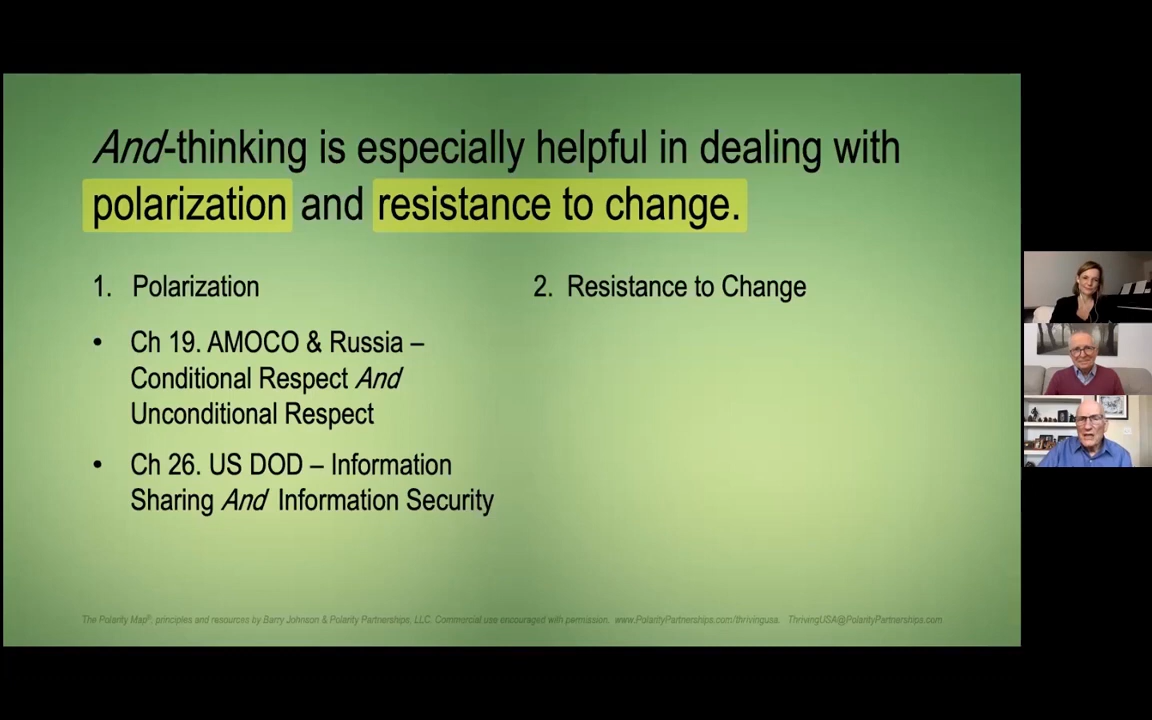 And-thinking is especially helpful in dealing with
polarization and resistance to change.
1. Polarization
• Ch 19. AMOCO & Russia –
Conditional Respect And
Unconditional Respect
• Ch 26. US DOD – Information
Sharing And Information Security
2. Resistance to Change
The Polarity Map®: principles and resources by Barry Johnson & Polarity Partnerships, LLC. Commercial use encouraged with permission. www.PolarityPartnerships.com/thrivingusa. ThrivingUSA@PolarityPartnerships.com